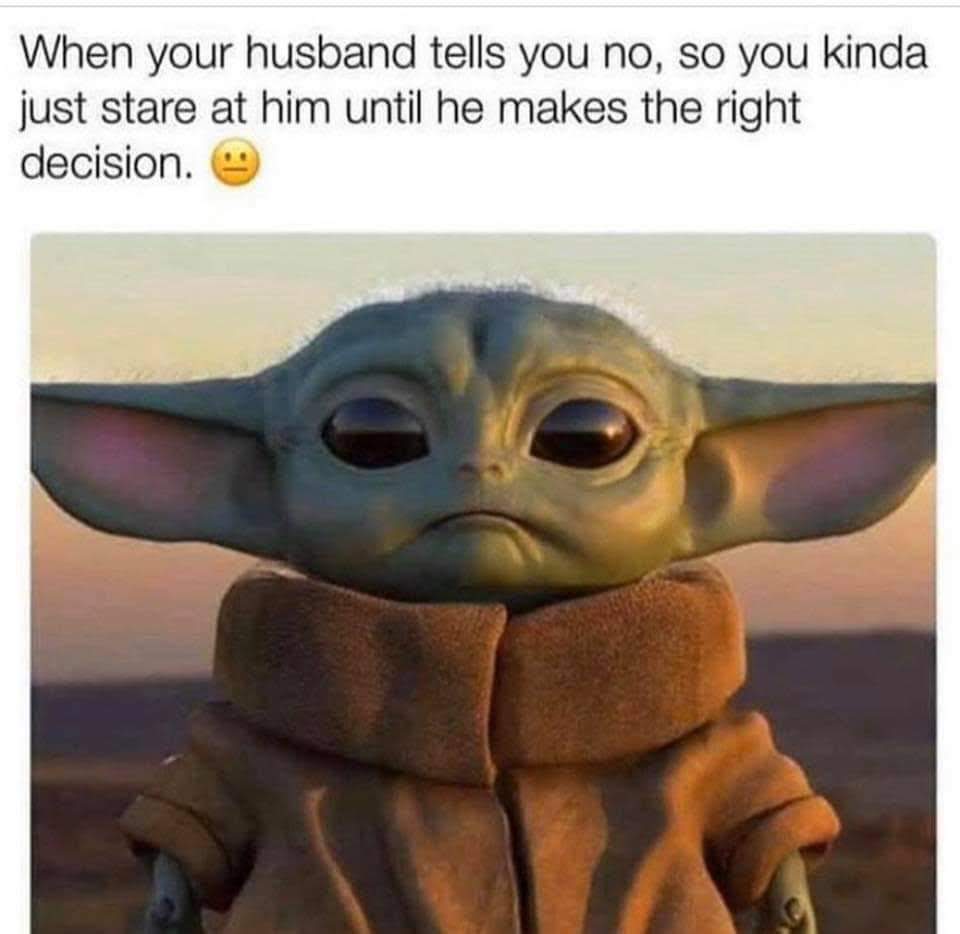 When your husband tells you no, so you kinda
just stare at him until he makes the right
decision. 😐